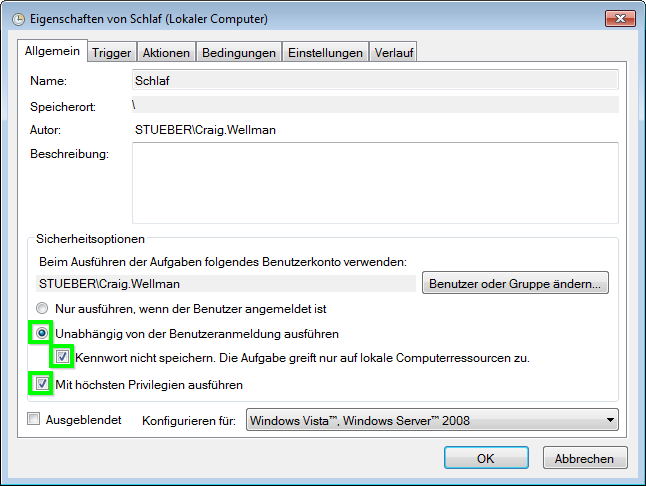 Eigenschaften von Schlaf (Lokaler Computer)
Allgemein Trigger Aktionen Bedingungen Einstellungen Verlauf
Name: Schlaf
Speicherort: \
Autor: STUEBER\Craig.Wellman
Beschreibung:
Sicherheitsoptionen
Beim Ausführen der Aufgaben folgendes Benutzerkonto verwenden:
STUEBER\Craig.Wellman Benutzer oder Gruppe ändern...
Nur ausführen, wenn der Benutzer angemeldet ist
Unabhängig von der Benutzeranmeldung ausführen
Kennwort nicht speichern. Die Aufgabe greift nur auf lokale Computerressourcen zu.
Mit höchsten Privilegien ausführen
Ausgeblendet Konfigurieren für: Windows Vista™, Windows Server™ 2008
OK Abbrechen